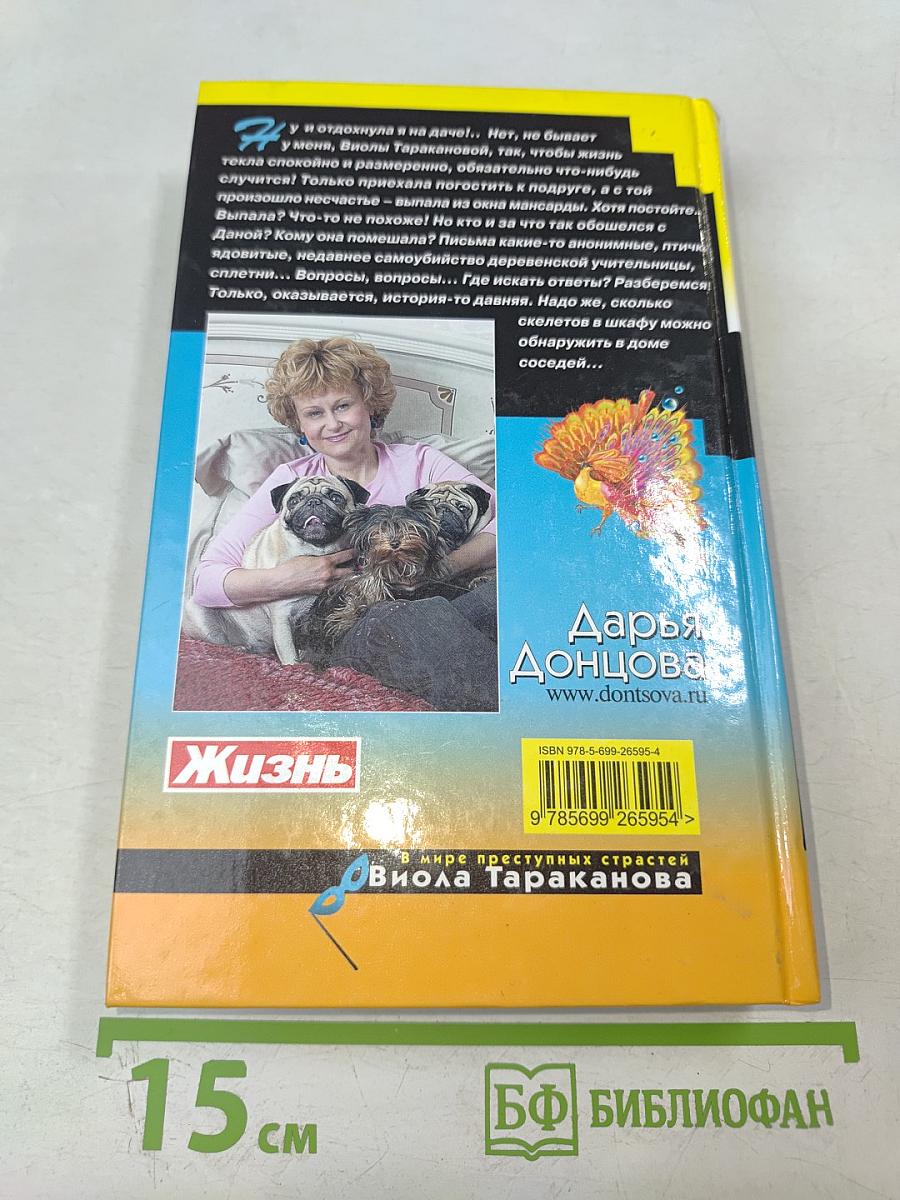 Ну и отдохнула я на даче!.. Нет, не бывает
у меня, Виолы Таракановой, так, чтобы жизнь
текла спокойно и размеренно, обязательно что-нибудь
случится! Только приехала погостить к подруге, а с той
произошло несчастье – выпала из окна мансарды. Хотя постойте..
Выпала? Что-то не похоже! Но кто и за что так обошелся с
Даной? Кому она помешала? Письма какие-то анонимные, птичк
ядовитые, недавнее самоубийство деревенской учительницы,
сплетни... Вопросы, вопросы... Где искать ответы? Разберемся
Только, оказывается, история-то давняя. Надо же, сколько
скелетов в шкафу можно
обнаружить в доме
соседей...
Дарья
Донцова
www.dontsova.ru
Жизнь
ISBN 978-5-699-26595-4
9 785699 265954 >
В мире преступных страстей
Виола Тараканова
15 см
БФ БИБЛИОФАН